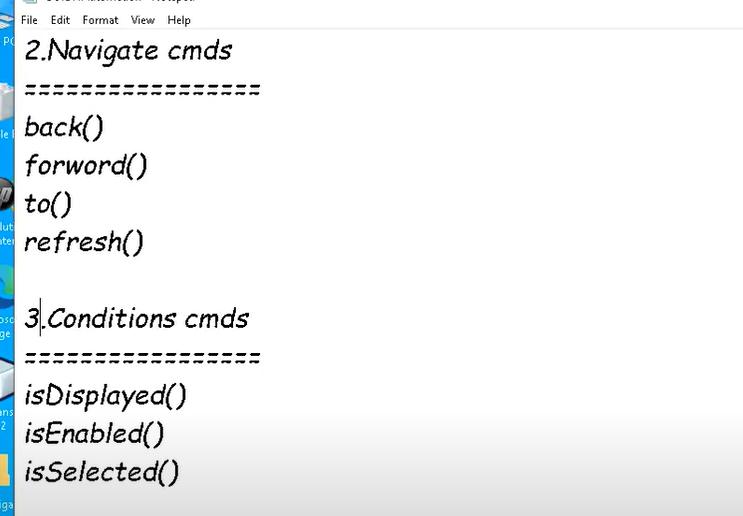 File Edit Format View Help
2.Navigate cmds
=================
back()
forword()
to()
refresh()
3.Conditions cmds
=================
isDisplayed()
isEnabled()
isSelected()